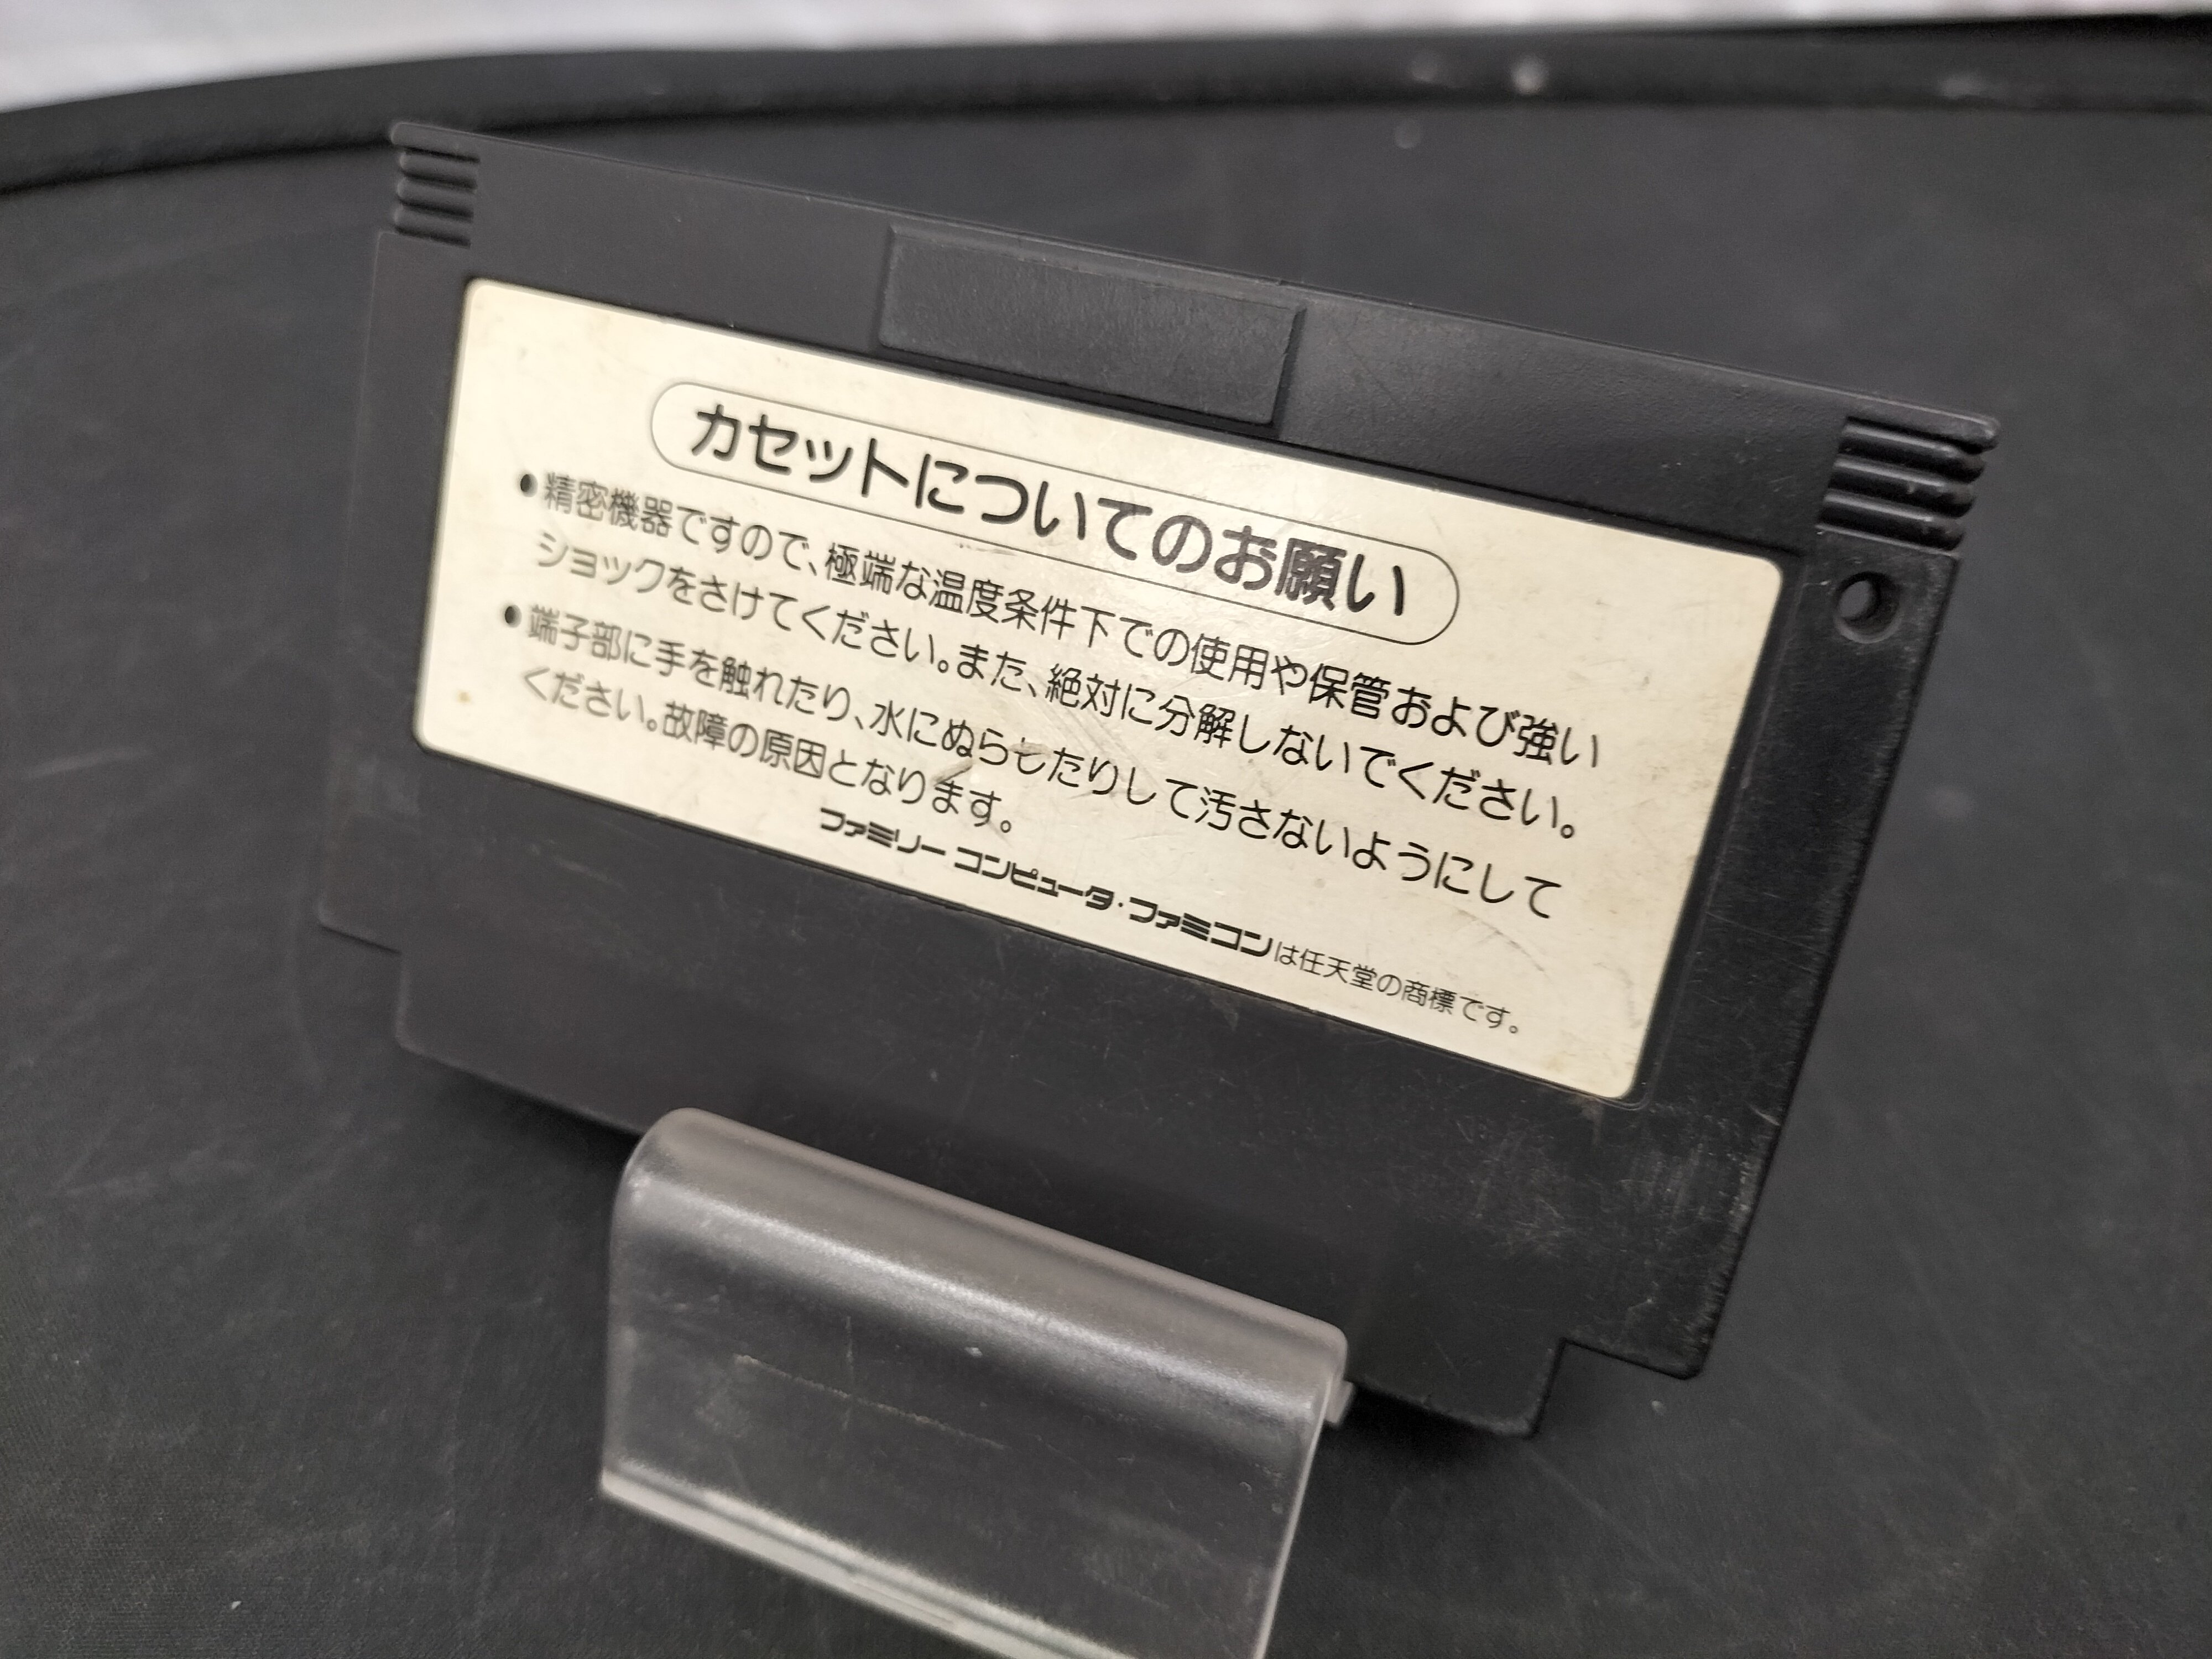 カセットについてのお願い
●精密機器ですので、極端な温度条件下での使用や保管および強い
ショックをさけてください。また、絶対に分解しないでください。
●端子部に手を触れたり、水にぬらしたりして汚さないようにして
ください。故障の原因となります。
ファミリーコンピュータ・ファミコンは任天堂の商標です。